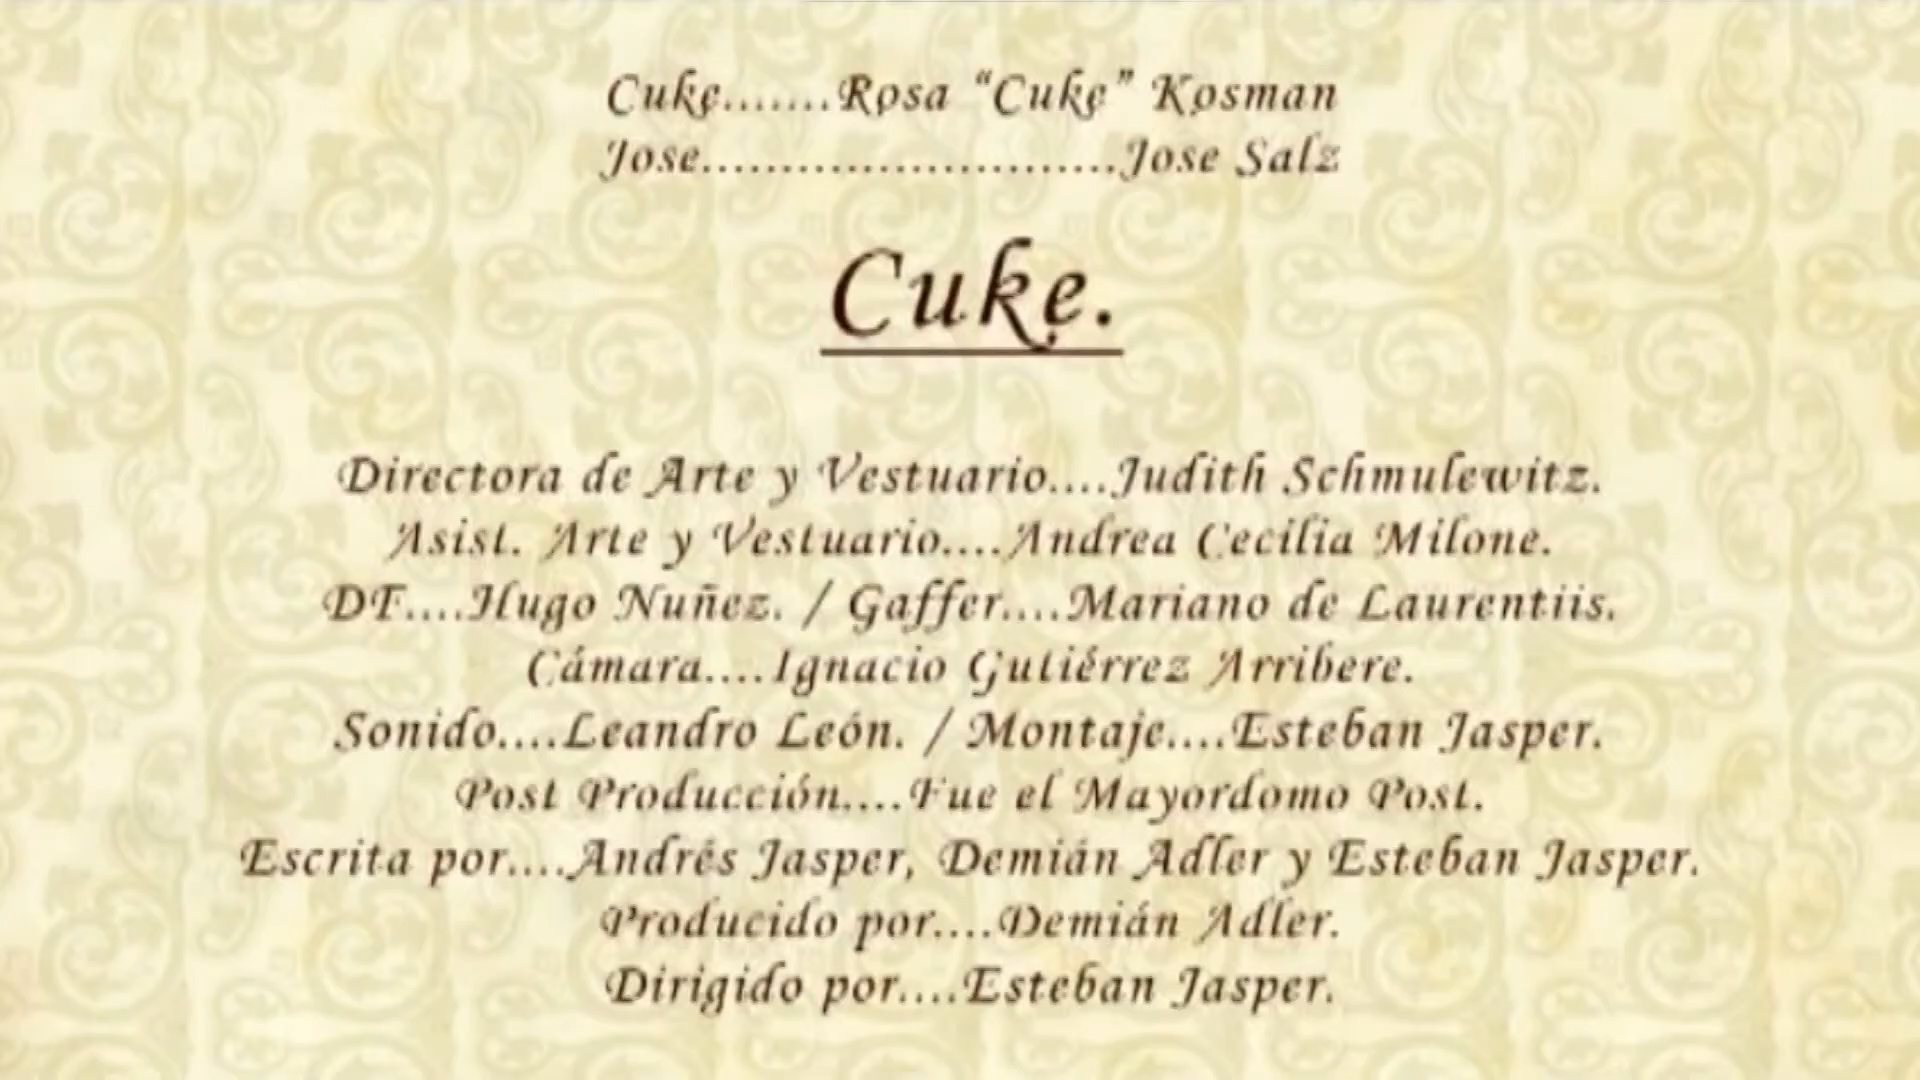 Cuke.......Rosa “Cuke” Kosman
Jose..........................Jose Salz
Cuke.
Directora de Arte y Vestuario....Judith Schmulewitz.
Asist. Arte y Vestuario....Andrea Cecilia Milone.
DF....Hugo Nuñez. / Gaffer....Mariano de Laurentiis.
Cámara....Ignacio Gutiérrez Arribere.
Sonido....Leandro León. / Montaje....Esteban Jasper.
Post Producción....Fue el Mayordomo Post.
Escrita por....Andrés Jasper, Demián Adler y Esteban Jasper.
Producido por....Demián Adler.
Dirigido por....Esteban Jasper.